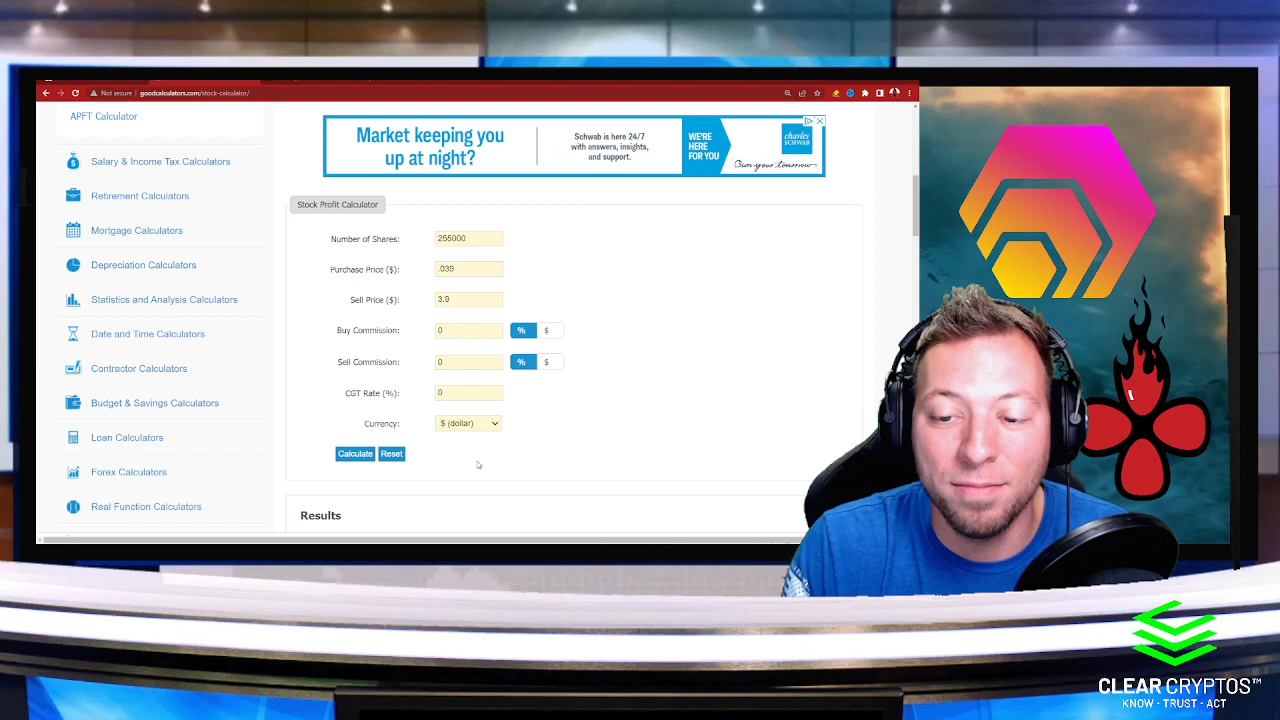 Not secure
goodcalculators.com/stock-calculator/
APFT Calculator
Salary & Income Tax Calculators
Retirement Calculators
Mortgage Calculators
Depreciation Calculators
Statistics and Analysis Calculators
Date and Time Calculators
Contractor Calculators
Budget & Savings Calculators
Loan Calculators
Forex Calculators
Real Function Calculators
Market keeping you
up at night?
Schwab is here 24/7
with answers, insights,
and support.
WE'RE
HERE
FOR YOU
charles
SCHWAB
Own your tomorrow
Stock Profit Calculator
Number of Shares: 255000
Purchase Price ($): .039
Sell Price ($): 3.9
Buy Commission: 0 % $
Sell Commission: 0 % $
CGT Rate (%): 0
Currency: $ (dollar)
Calculate Reset
Results
CLEAR CRYPTOS™
KNOW - TRUST - ACT